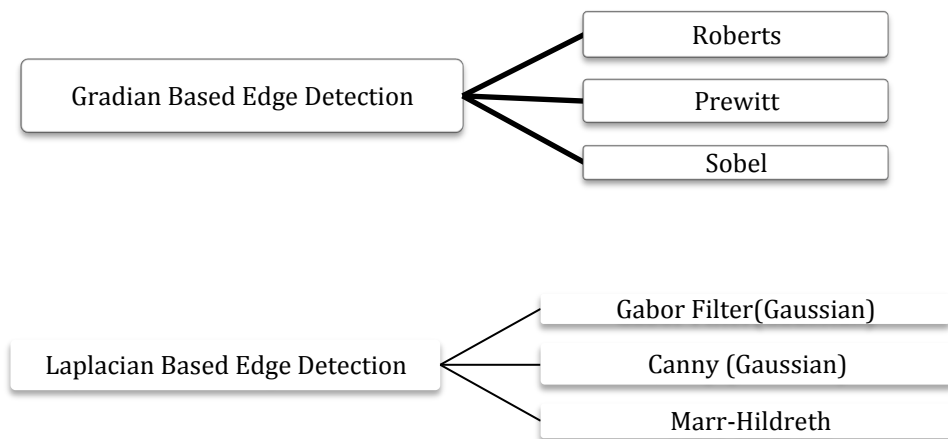 Gradian Based Edge Detection
Roberts
Prewitt
Sobel
Laplacian Based Edge Detection
Gabor Filter(Gaussian)
Canny (Gaussian)
Marr-Hildreth